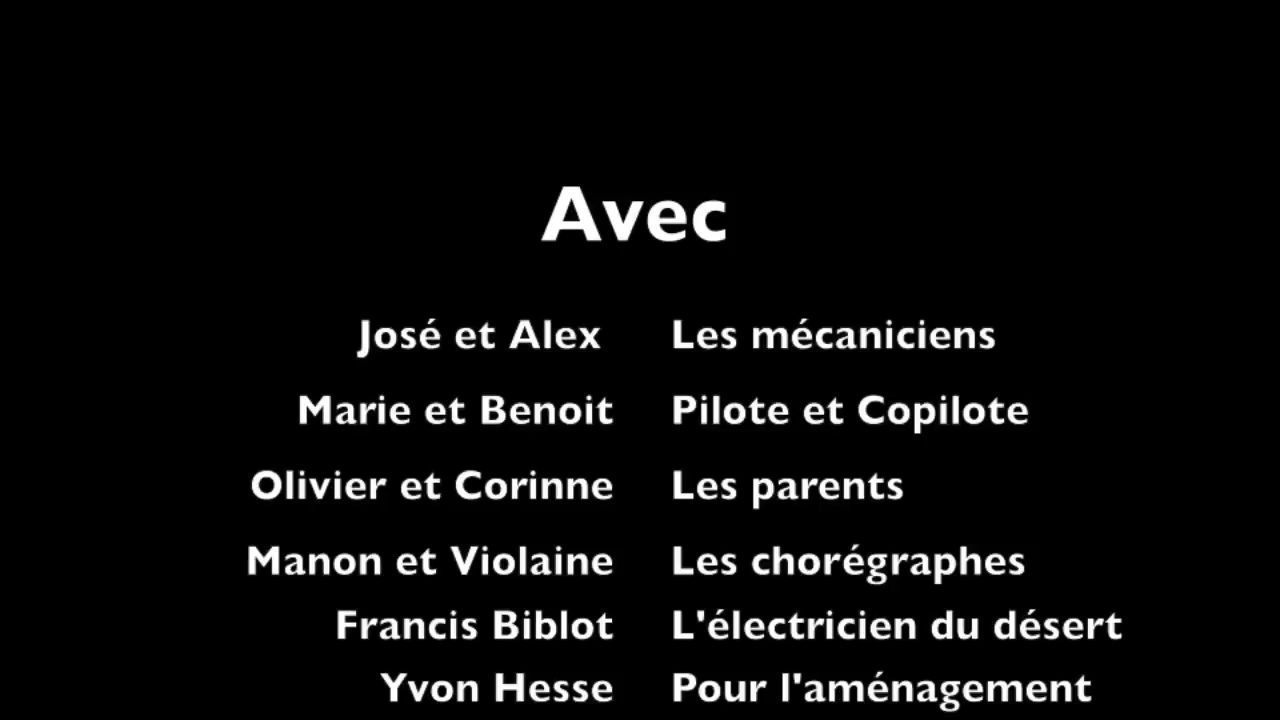 Avec
José et Alex Les mécaniciens
Marie et Benoit Pilote et Copilote
Olivier et Corinne Les parents
Manon et Violaine Les chorégraphes
Francis Biblot L'électricien du désert
Yvon Hesse Pour l'aménagement